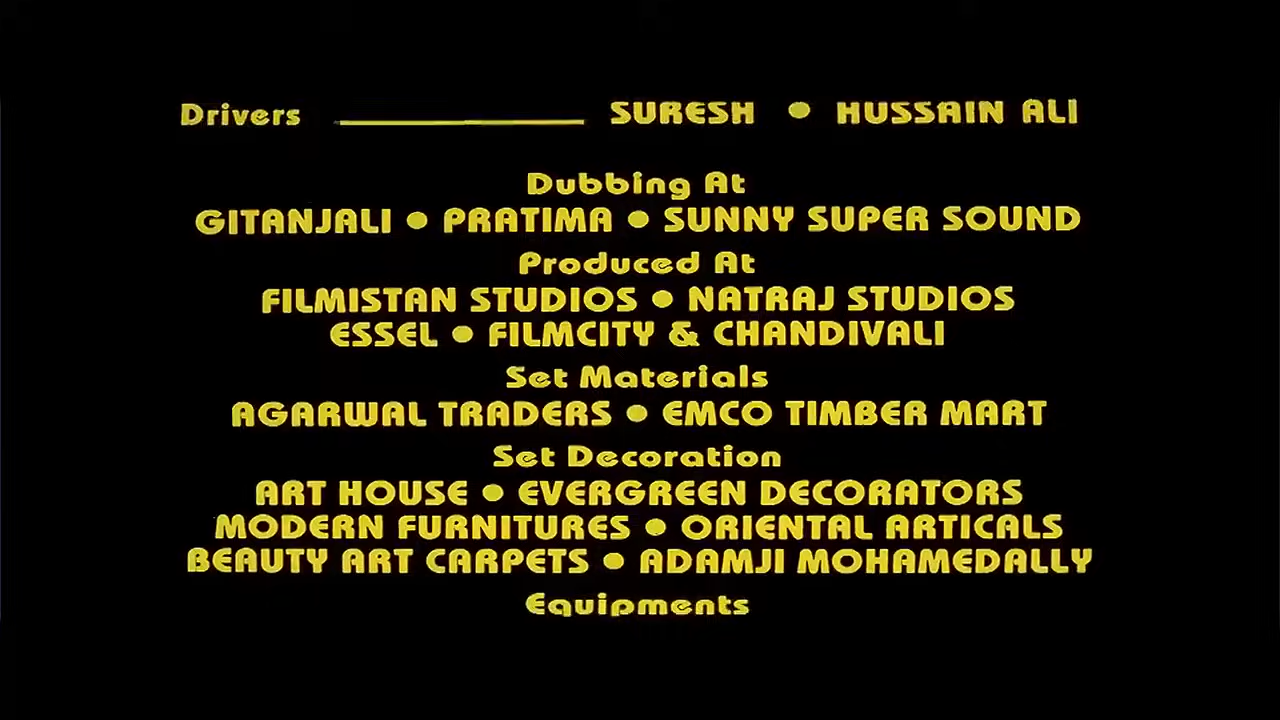 Drivers SURESH • HUSSAIN ALI
Dubbing At
GITANJALI • PRATIMA • SUNNY SUPER SOUND
Produced At
FILMISTAN STUDIOS • NATRAJ STUDIOS
ESSEL • FILMCITY & CHANDIVALI
Set Materials
AGARWAL TRADERS • EMCO TIMBER MART
Set Decoration
ART HOUSE • EVERGREEN DECORATORS
MODERN FURNITURES • ORIENTAL ARTICALS
BEAUTY ART CARPETS • ADAMJI MOHAMEDALLY
Equipments